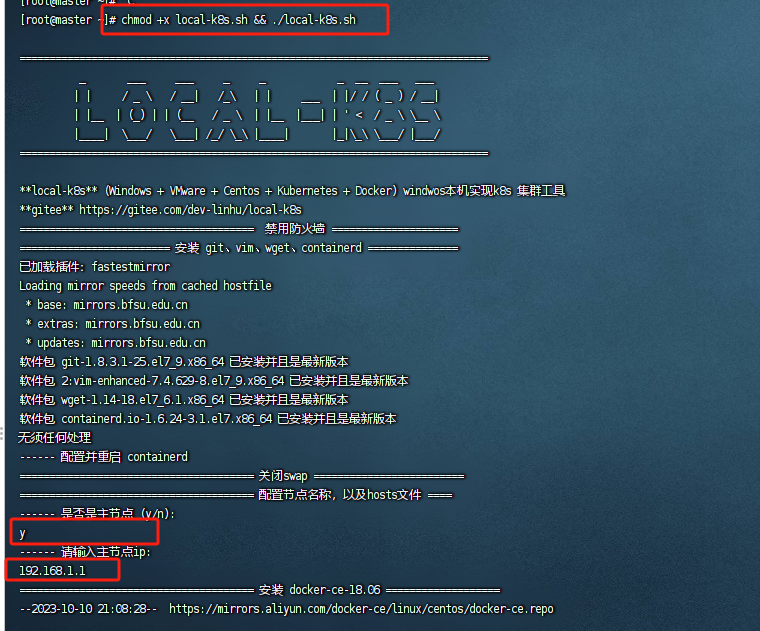 [root@master ~]# (
[root@master ~]# chmod +x local-k8s.sh && ./local-k8s.sh
LOCAL-K8S
**local-k8s** (Windows + VMware + Centos + Kubernetes + Docker) windwos本机实现k8s 集群工具
**gitee** https://gitee.com/dev-linhu/local-k8s
================================== 禁用防火墙 ===================
========================= 安装 git、vim、wget、containerd ===============
已加载插件: fastestmirror
Loading mirror speeds from cached hostfile
* base: mirrors.bfsu.edu.cn
* extras: mirrors.bfsu.edu.cn
* updates: mirrors.bfsu.edu.cn
软件包 git-1.8.3.1-25.el7_9.x86_64 已安装并且是最新版本
软件包 2:vim-enhanced-7.4.629-8.el7_9.x86_64 已安装并且是最新版本
软件包 wget-1.14-18.el7_6.1.x86_64 已安装并且是最新版本
软件包 containerd.io-1.6.24-3.1.el7.x86_64 已安装并且是最新版本
无须任何处理
------ 配置并重启 containerd
================================== 关闭swap =======================
================================== 配置节点名称，以及hosts文件 ====
------ 是否是主节点 (y/n):
y
------ 请输入主节点ip:
192.168.1.1
================================== 安装 docker-ce-18.06 =================
--2023-10-10 21:08:28-- https://mirrors.aliyun.com/docker-ce/linux/centos/docker-ce.repo